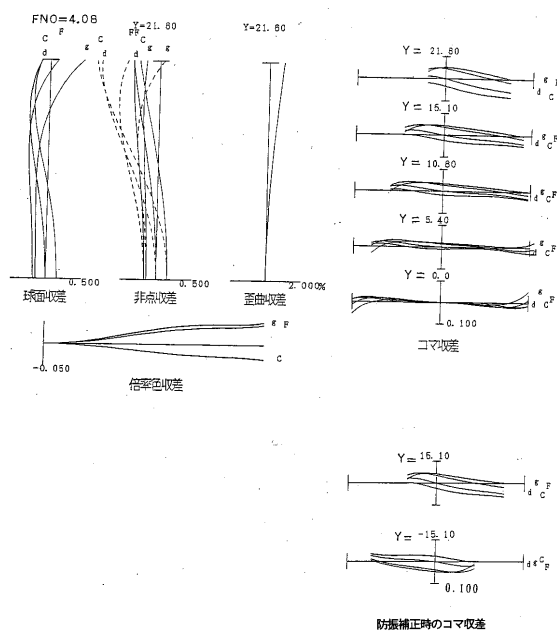 FNO=4.08
C F
d g
Y=21.80
C
d
F F C
d g g
Y=21.80
0.500
球面収差
0.500
非点収差
2.000%
歪曲収差
g F
C
-0.050
倍率色収差
Y= 21.80
g
d C
Y= 15.10
d g F
C
Y= 10.80
d g F
C
Y= 5.40
g
d C F
Y= 0.0
g
d C F
0.100
コマ収差
Y= 15.10
g F
d C
Y= -15.10
d g C
F
0.100
防振補正時のコマ収差